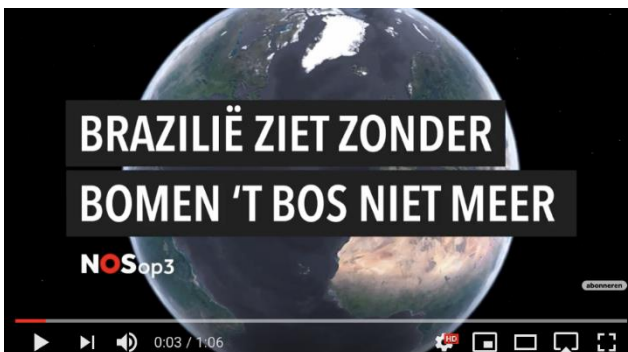 BRAZILIË ZIET ZONDER
BOMEN ‘T BOS NIET MEER
NOSop3
abonneren
0:03 / 1:06
HD